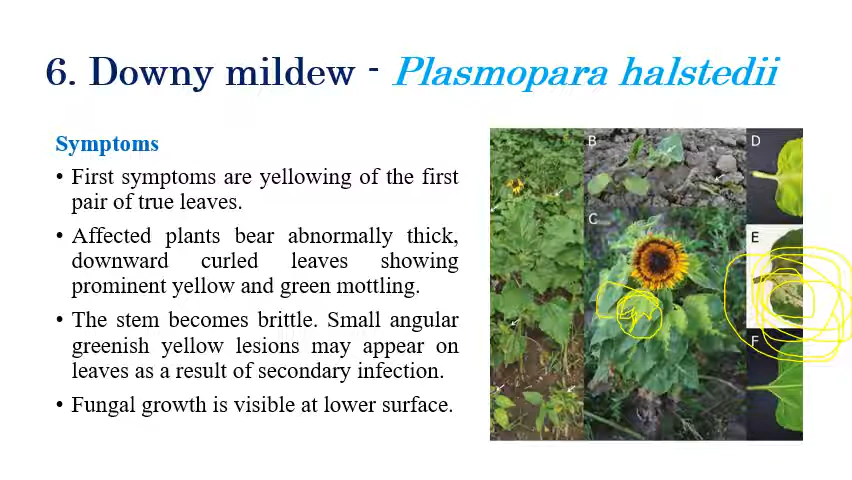 6. Downy mildew - Plasmopara halstedii
Symptoms
• First symptoms are yellowing of the first
pair of true leaves.
• Affected plants bear abnormally thick,
downward curled leaves showing
prominent yellow and green mottling.
• The stem becomes brittle. Small angular
greenish yellow lesions may appear on
leaves as a result of secondary infection.
• Fungal growth is visible at lower surface.
B
C
D
E
F